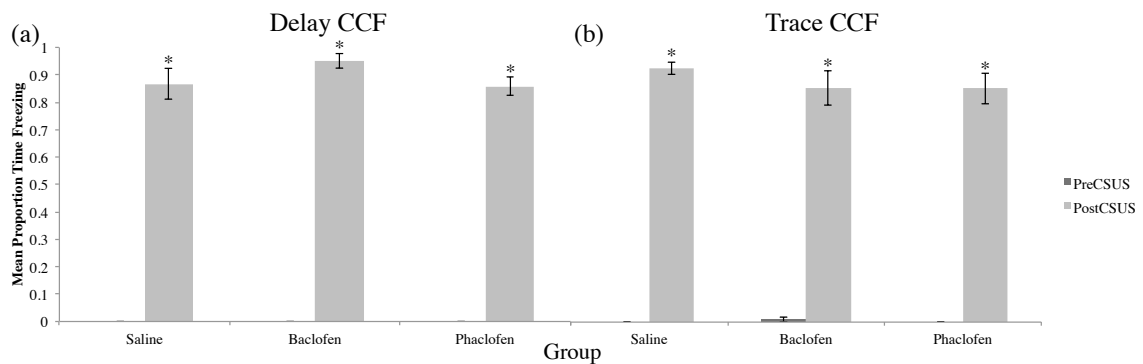 (a) Delay CCF
(b) Trace CCF
Mean Proportion Time Freezing
1
0.9
0.8
0.7
0.6
0.5
0.4
0.3
0.2
0.1
0
* * * * * *
Saline Baclofen Phaclofen Saline Baclofen Phaclofen
Group
PreCSUS
PostCSUS